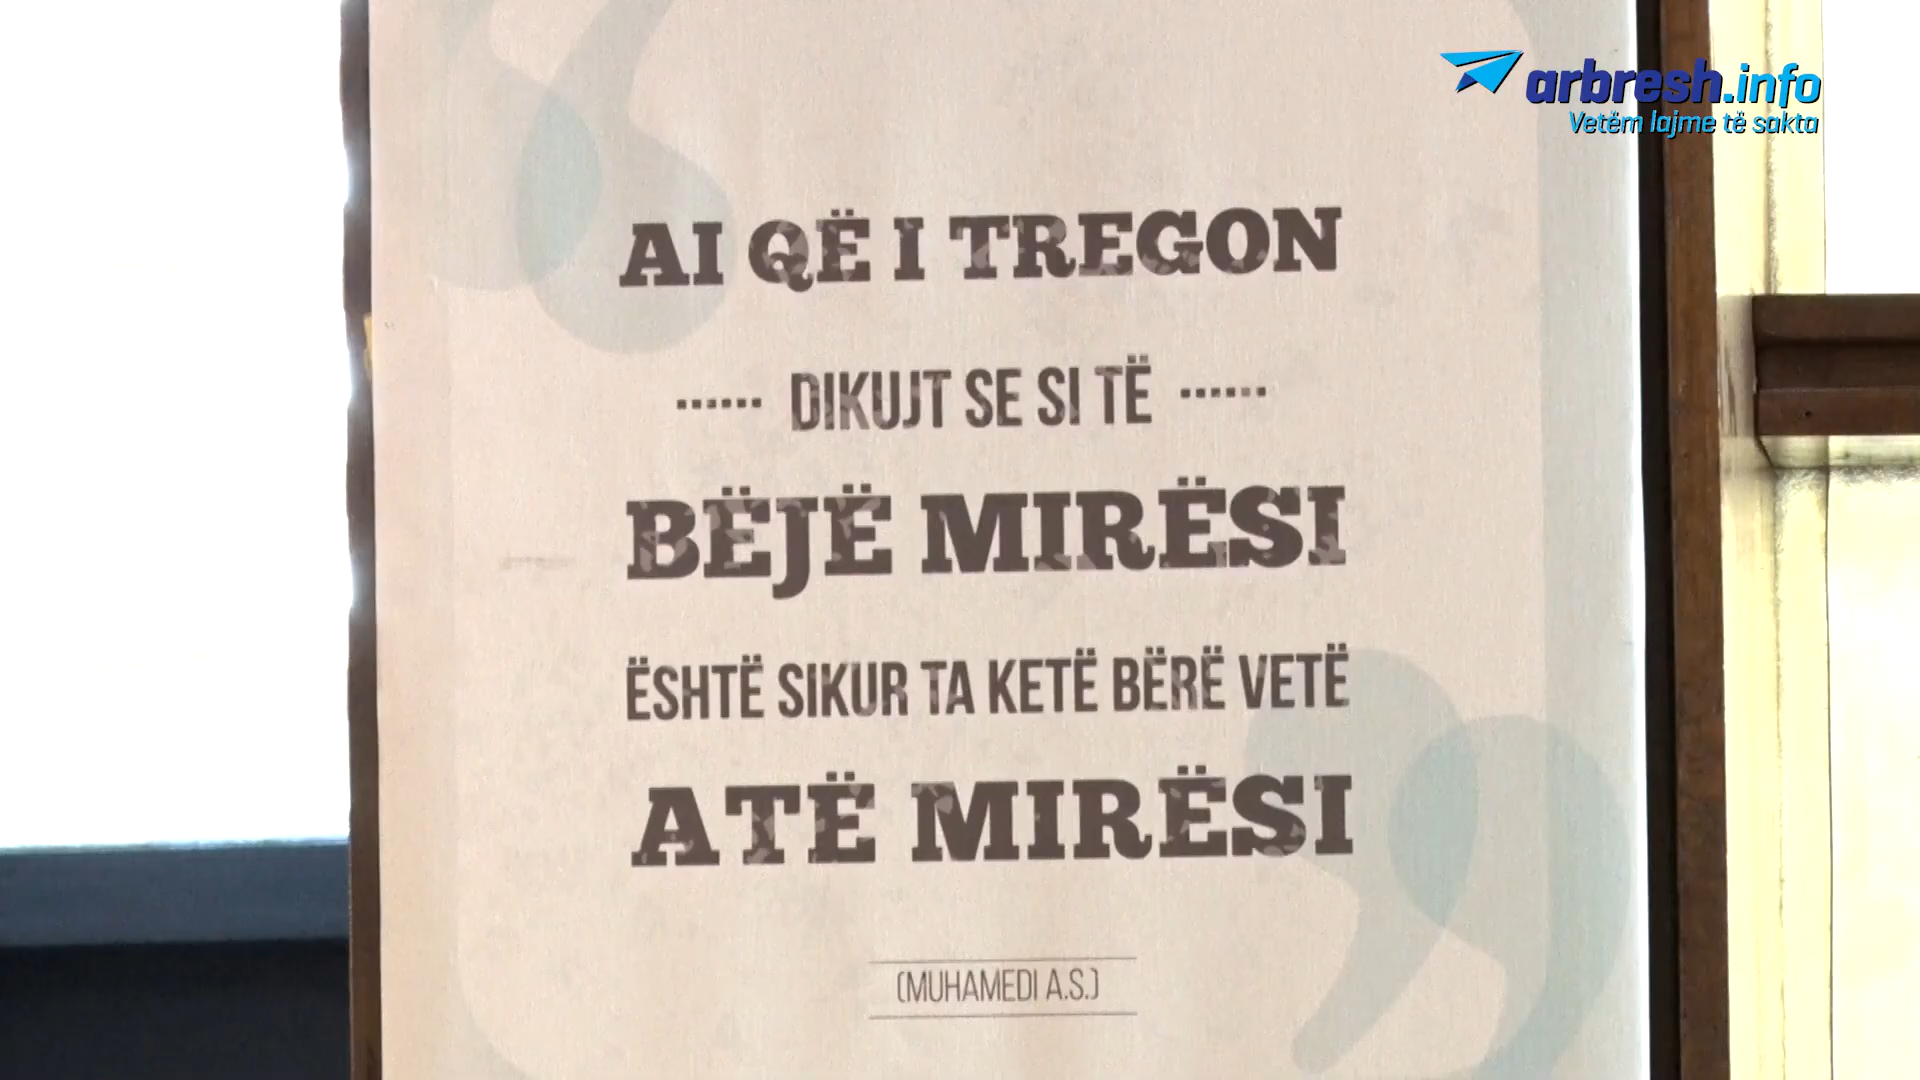 arbresh.info
Vetëm lajme të sakta
AI QË I TREGON
DIKUJT SE SI TË
BËJË MIRËSI
ËSHTË SIKUR TA KETË BËRË VETË
ATË MIRËSI
(MUHAMEDI A.S.)